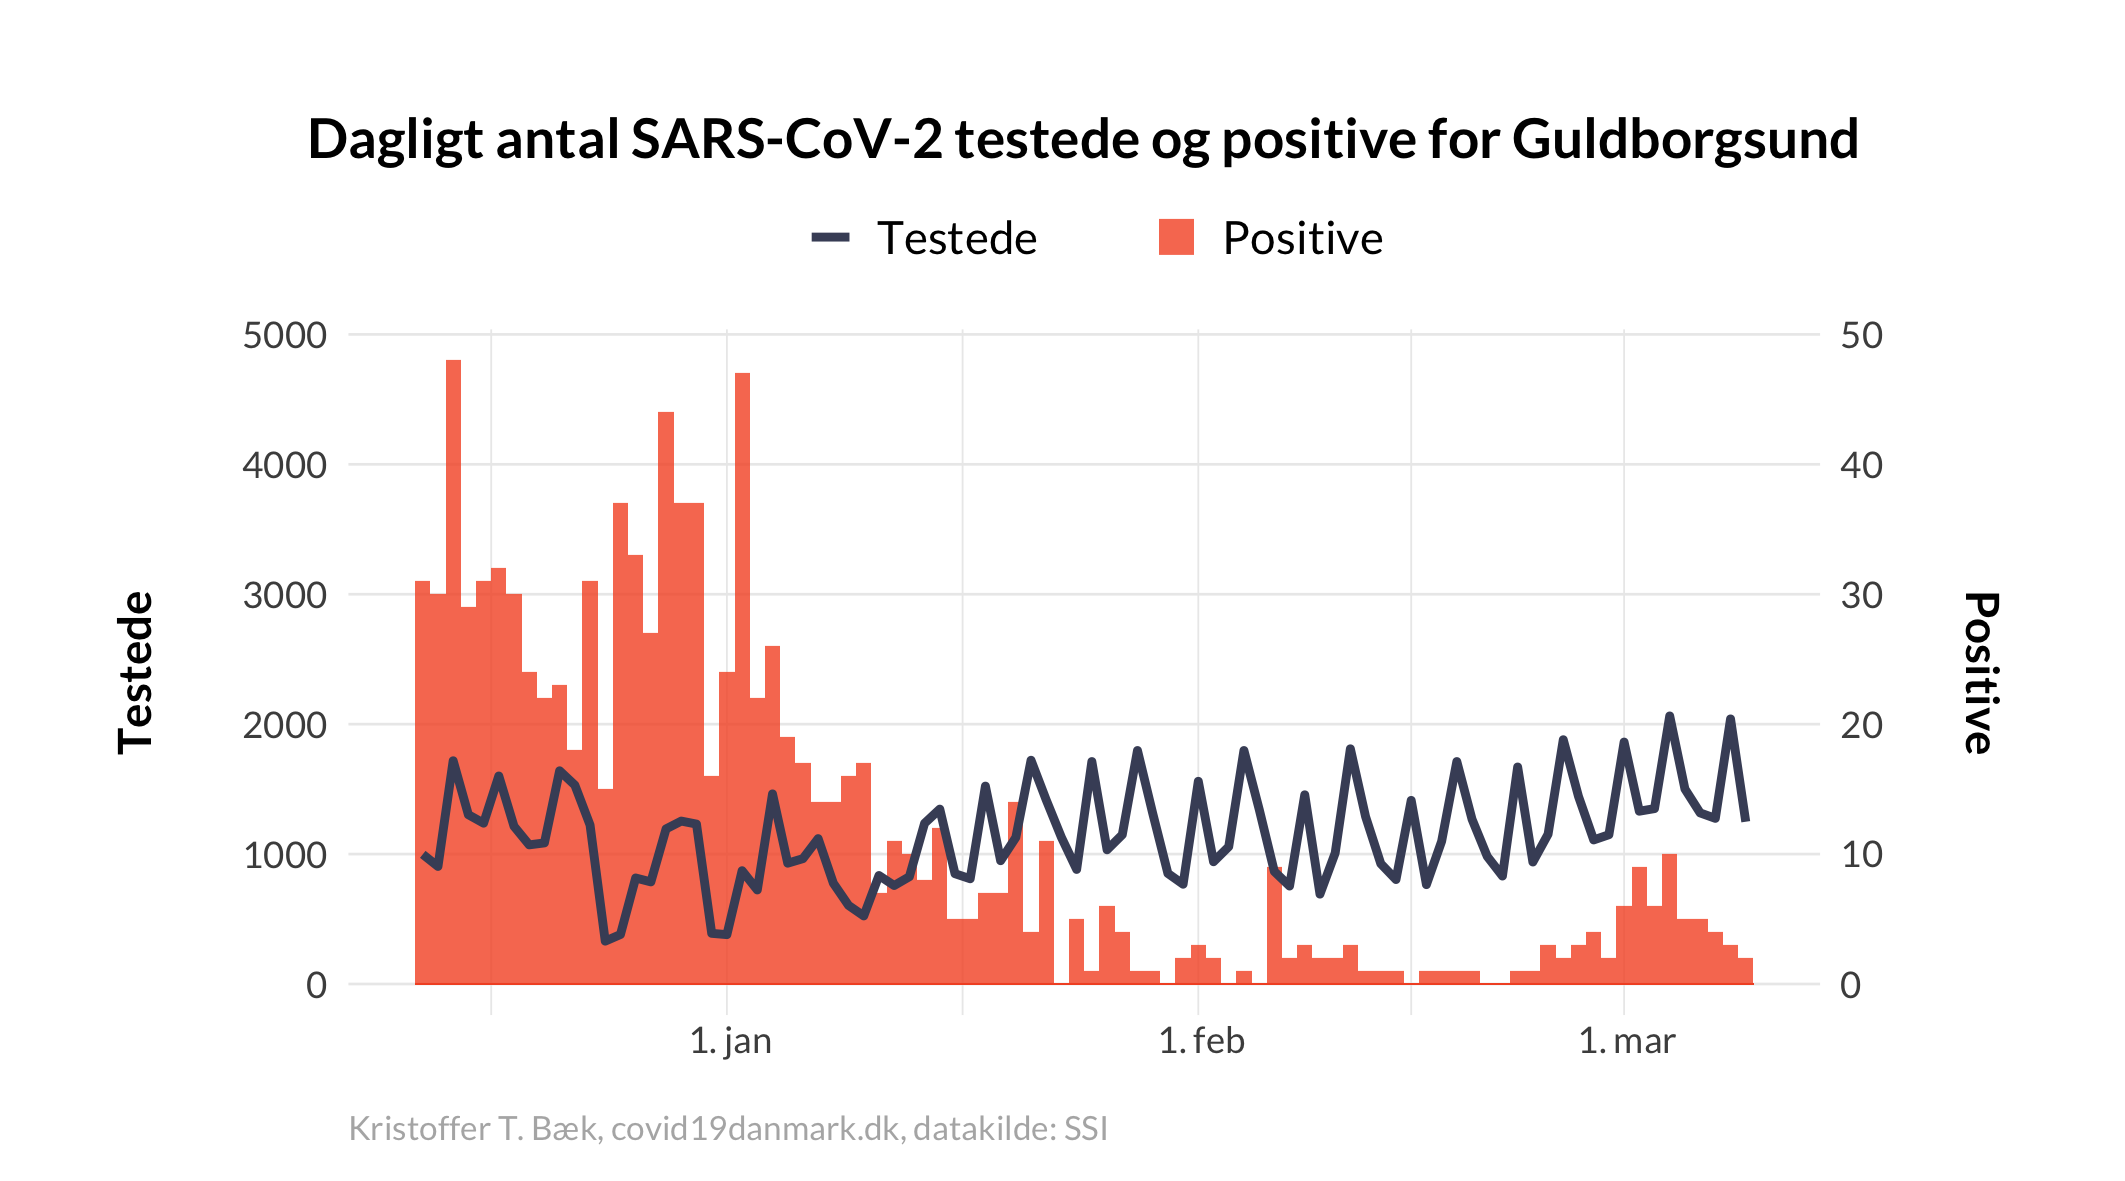 Dagligt antal SARS-CoV-2 testede og positive for Guldborgsund
Testede
Positive
5000
4000
3000
2000
1000
0
Testede
50
40
30
20
10
0
Positive
1. jan
1. feb
1. mar
Kristoffer T. Bæk, covid19danmark.dk, datakilde: SSI